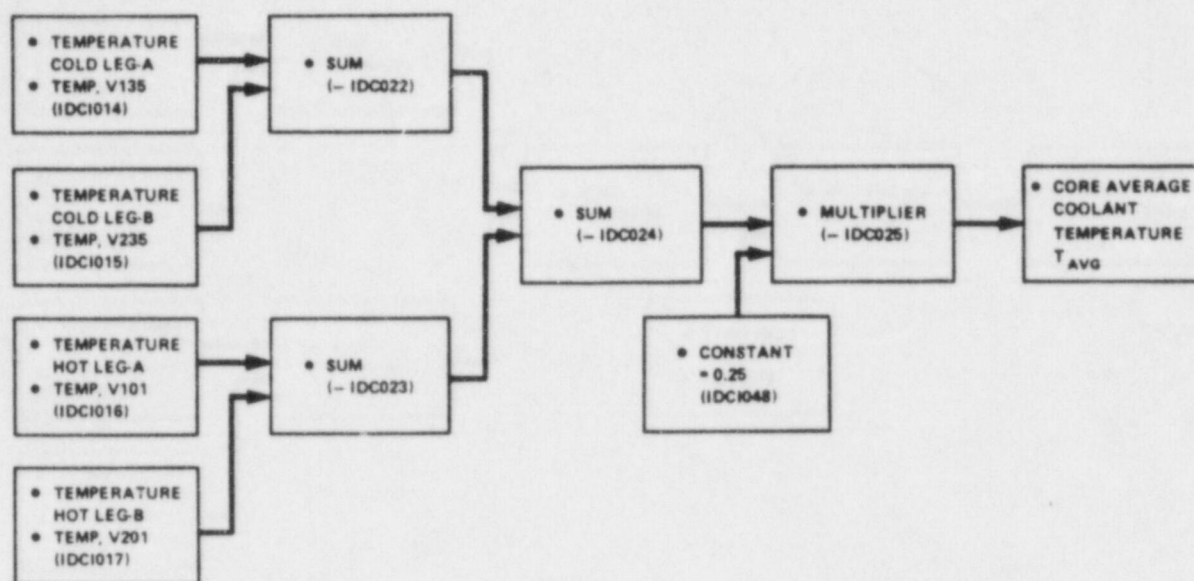 • TEMPERATURE
COLD LEG-A
• TEMP, V135
(IDCI014)
• TEMPERATURE
COLD LEG-B
• TEMP, V235
(IDCI015)
• TEMPERATURE
HOT LEG-A
• TEMP, V101
(IDCI016)
• TEMPERATURE
HOT LEG-B
• TEMP, V201
(IDCI017)
• SUM
(– IDC022)
• SUM
(– IDC023)
• SUM
(– IDC024)
• MULTIPLIER
(– IDC025)
• CONSTANT
= 0.25
(IDCI048)
• CORE AVERAGE
COOLANT
TEMPERATURE
T AVG